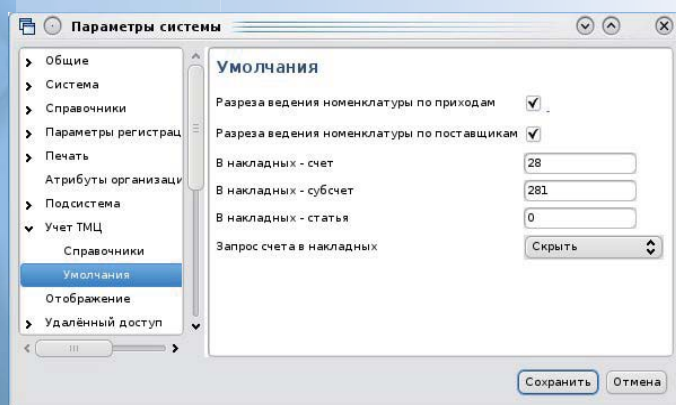 Параметры системы
Общие
Система
Справочники
Параметры регистрац
Печать
Атрибуты организаци
Подсистема
Учет ТМЦ
Справочники
Умолчания
Отображение
Удалённый доступ
Умолчания
Разреза ведения номенклатуры по приходам
Разреза ведения номенклатуры по поставщикам
В накладных - счет 28
В накладных - субсчет 281
В накладных - статья 0
Запрос счета в накладных Скрыть
Сохранить Отмена